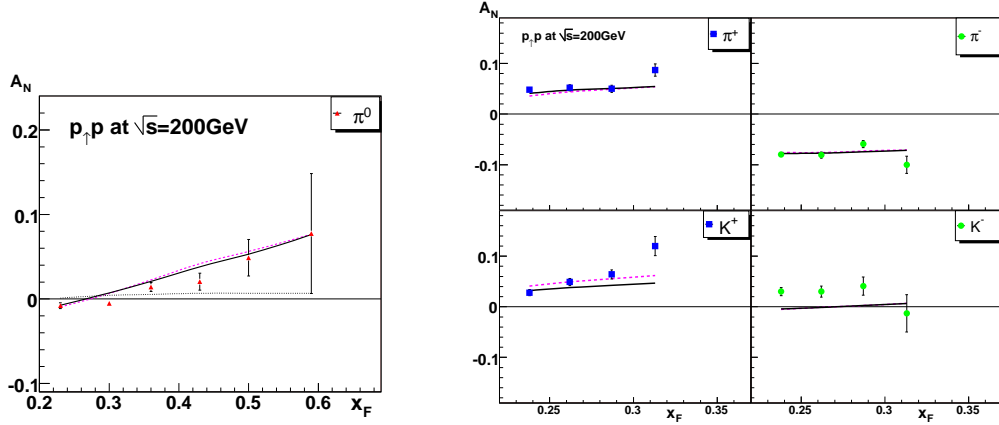 A_N
p↑p at √s=200GeV
π⁰
0.2
0.1
0
-0.1
0.2 0.3 0.4 0.5 0.6
x_F
A_N
p↑p at √s=200GeV
π⁺
π⁻
0.1
0
-0.1
K⁺
K⁻
0.1
0
-0.1
0.25 0.3 0.35
x_F
0.25 0.3 0.35
x_F